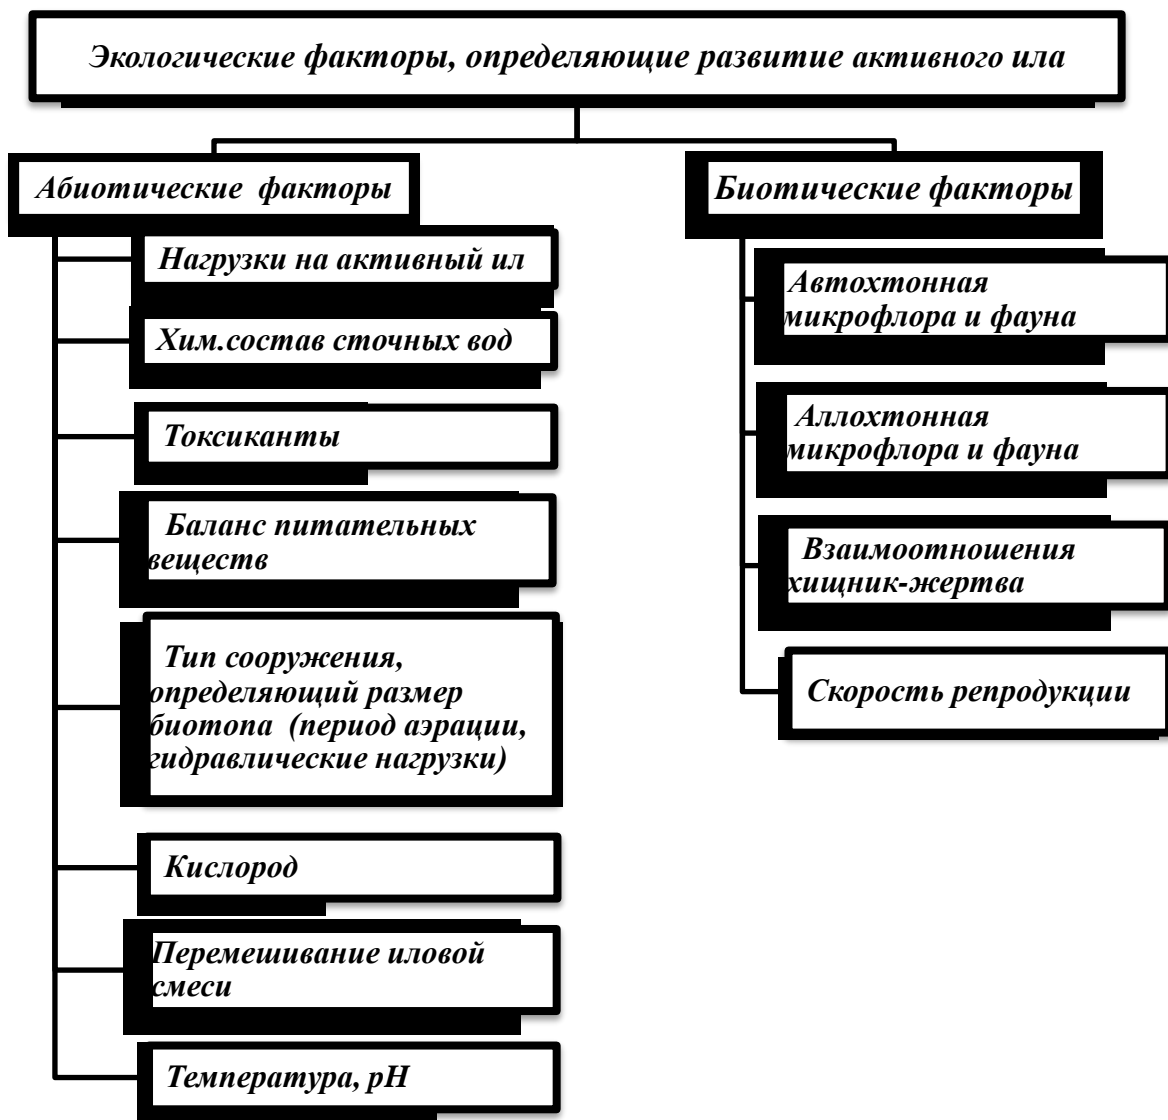 Экологические факторы, определяющие развитие активного ила
Абиотические факторы
Нагрузки на активный ил
Хим.состав сточных вод
Токсиканты
Баланс питательных
веществ
Тип сооружения,
определяющий размер
биотопа (период аэрации,
гидравлические нагрузки)
Кислород
Перемешивание иловой
смеси
Температура, pH
Биотические факторы
Автохтонная
микрофлора и фауна
Аллохтонная
микрофлора и фауна
Взаимоотношения
хищник-жертва
Скорость репродукции